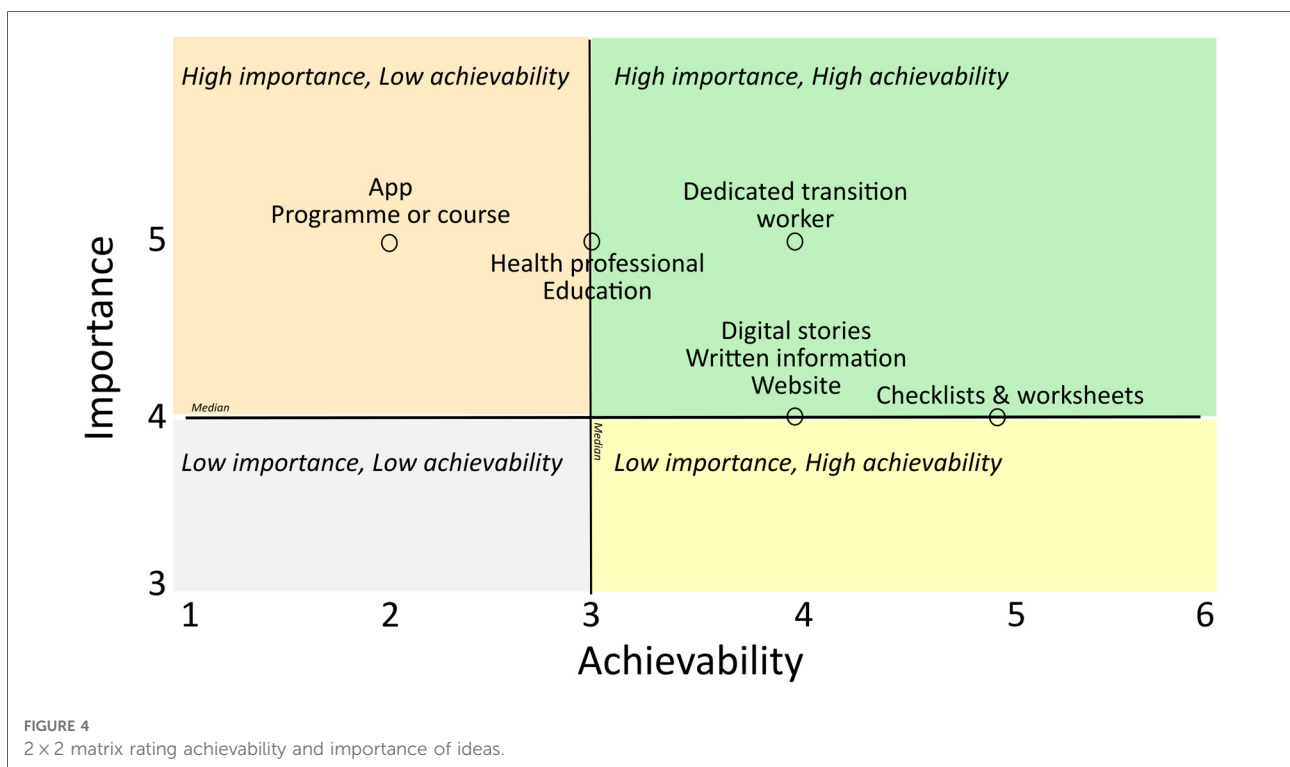 High importance, Low achievability
High importance, High achievability
App
Programme or course
Dedicated transition
worker
5
Health professional
Education
Digital stories
Written information
Website
Checklists & worksheets
Importance
Median
4
Median
Low importance, Low achievability
Low importance, High achievability
3
1 2 3 4 5 6
Achievability
FIGURE 4
2 × 2 matrix rating achievability and importance of ideas.